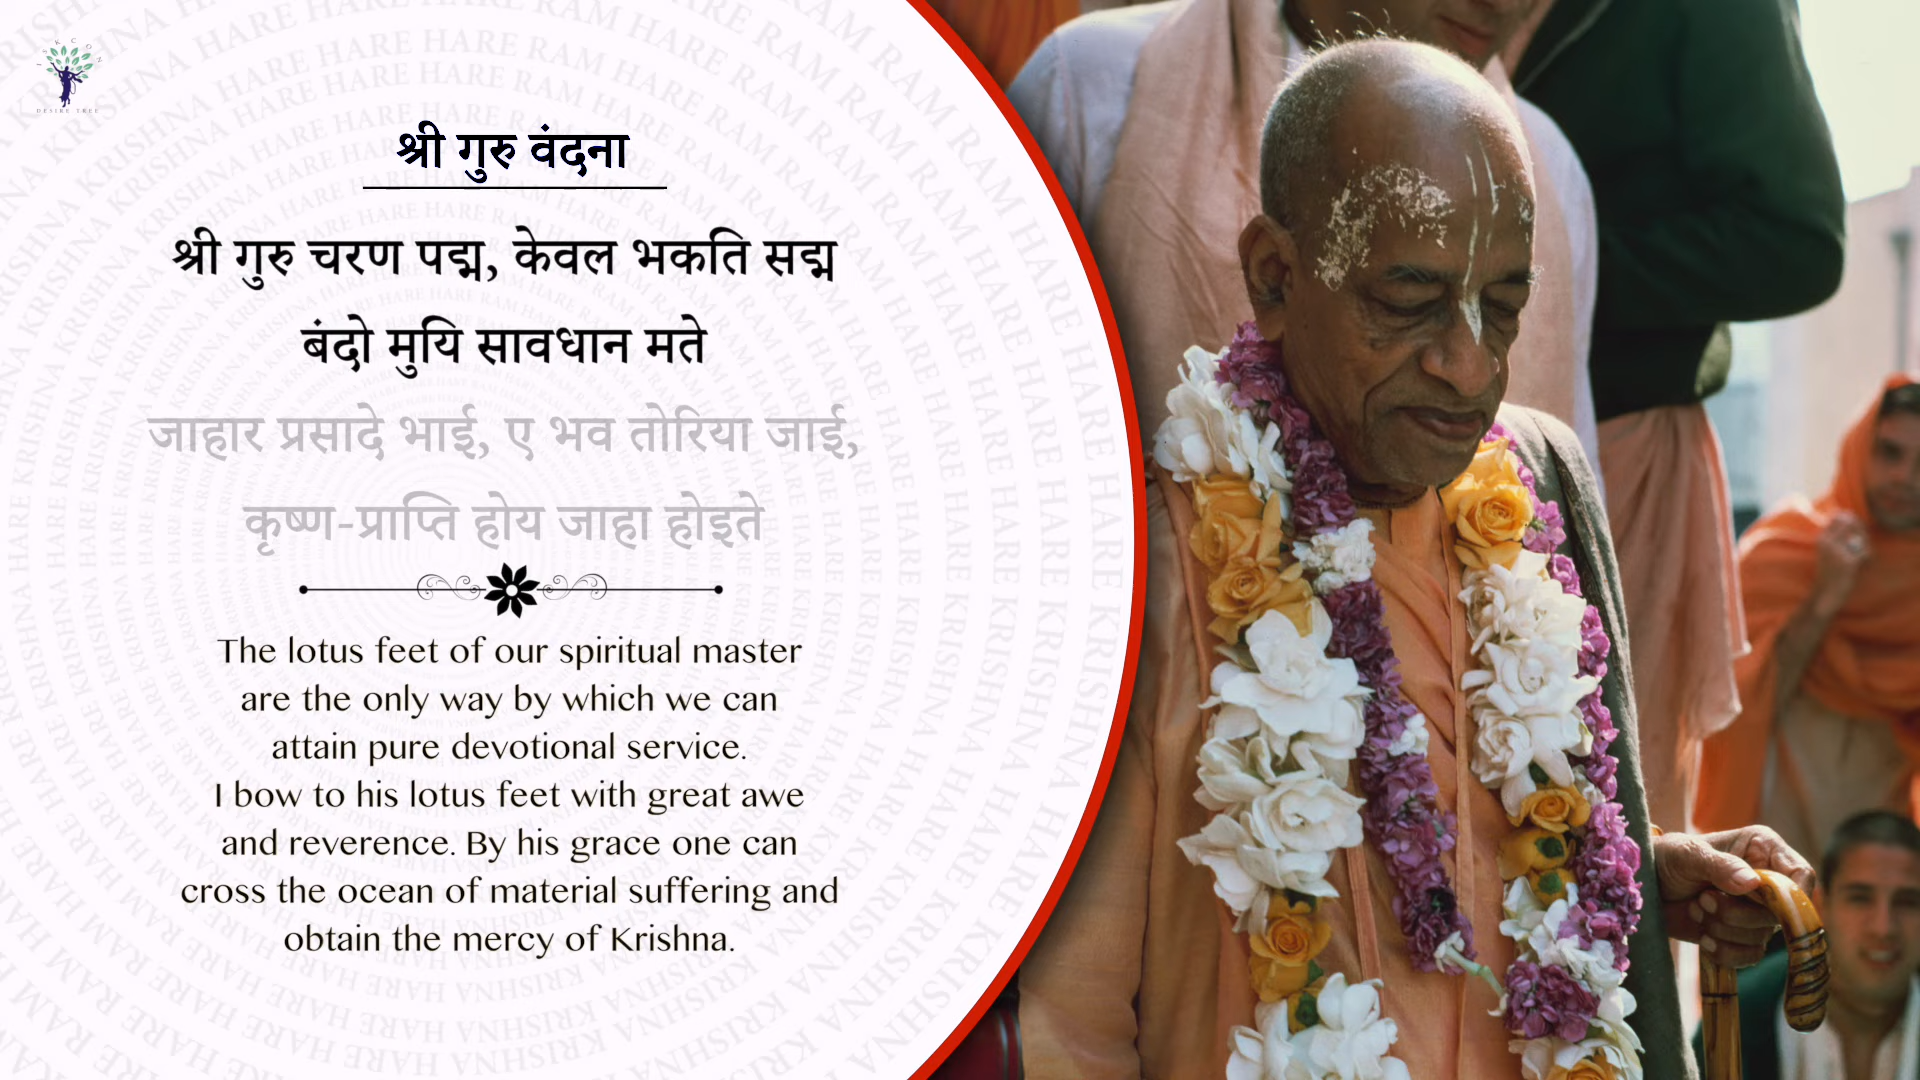 ISKCON
DESIRE TREE
श्री गुरु वंदना
श्री गुरु चरण पद्म, केवल भकति सद्म
बंदो मुयि सावधान मते
जाहार प्रसादे भाई, ए भव तोरिया जाई,
कृष्ण-प्राप्ति होय जाहा होइते
The lotus feet of our spiritual master
are the only way by which we can
attain pure devotional service.
I bow to his lotus feet with great awe
and reverence. By his grace one can
cross the ocean of material suffering and
obtain the mercy of Krishna.